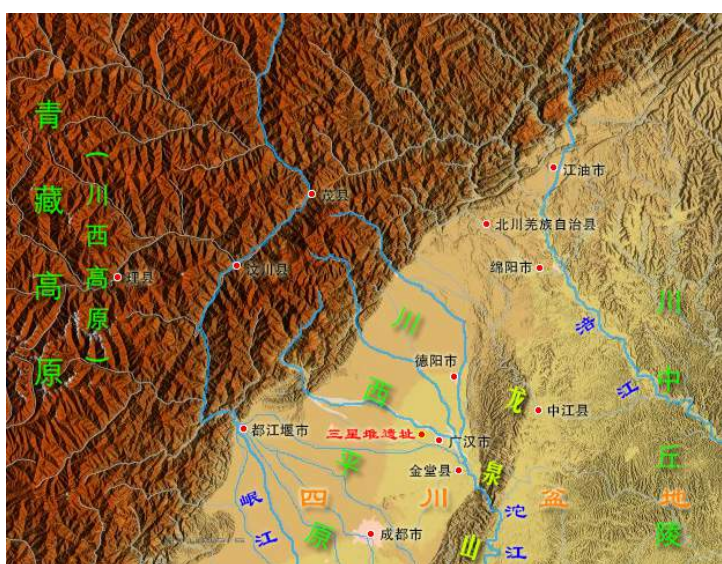 青藏高原
(川西高原)
茂县
汶川县
理县
江油市
北川羌族自治县
绵阳市
涪江
川中丘陵
川西平原
德阳市
龙泉山
中江县
都江堰市
三星堆遗址
广汉市
金堂县
四川盆地
岷江
沱江
成都市